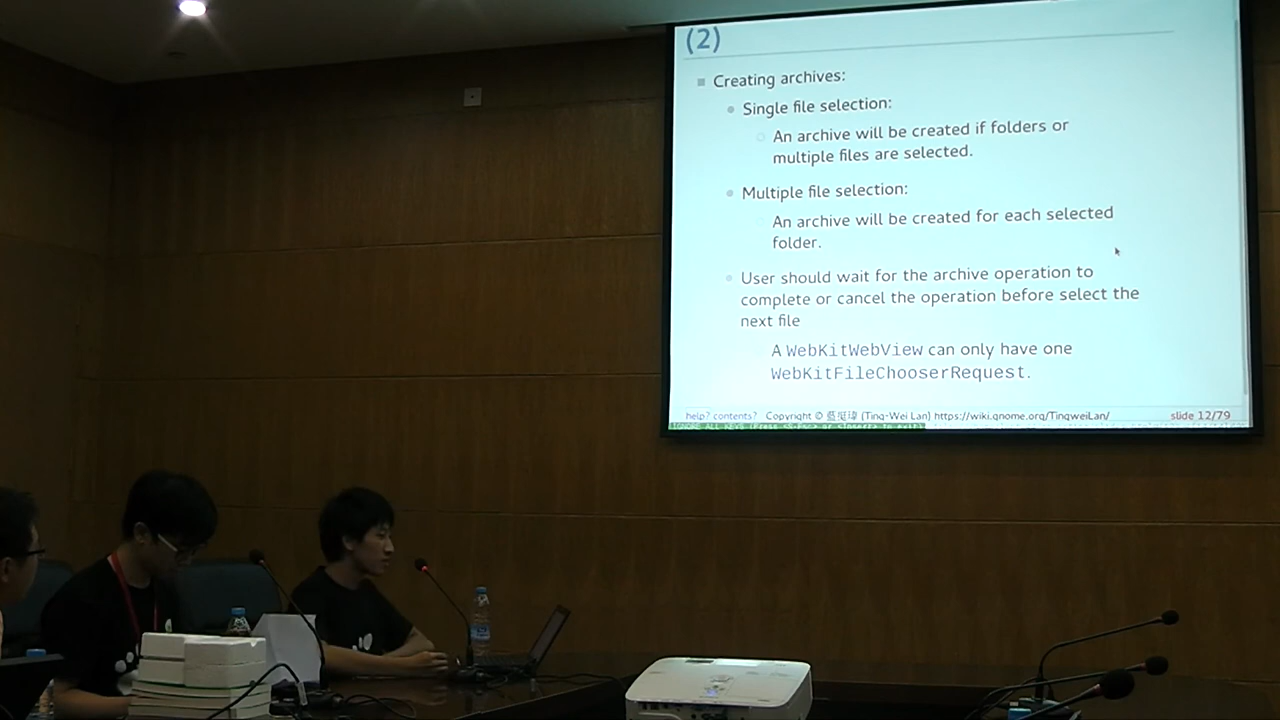 (2)
Creating archives:
Single file selection:
An archive will be created if folders or
multiple files are selected.
Multiple file selection:
An archive will be created for each selected
folder.
User should wait for the archive operation to
complete or cancel the operation before select the
next file
A WebKitWebView can only have one
WebKitFileChooserRequest.
help? contents? Copyright © 藍挺瑋 (Ting-Wei Lan) https://wiki.gnome.org/TingweiLan/ slide 12/79